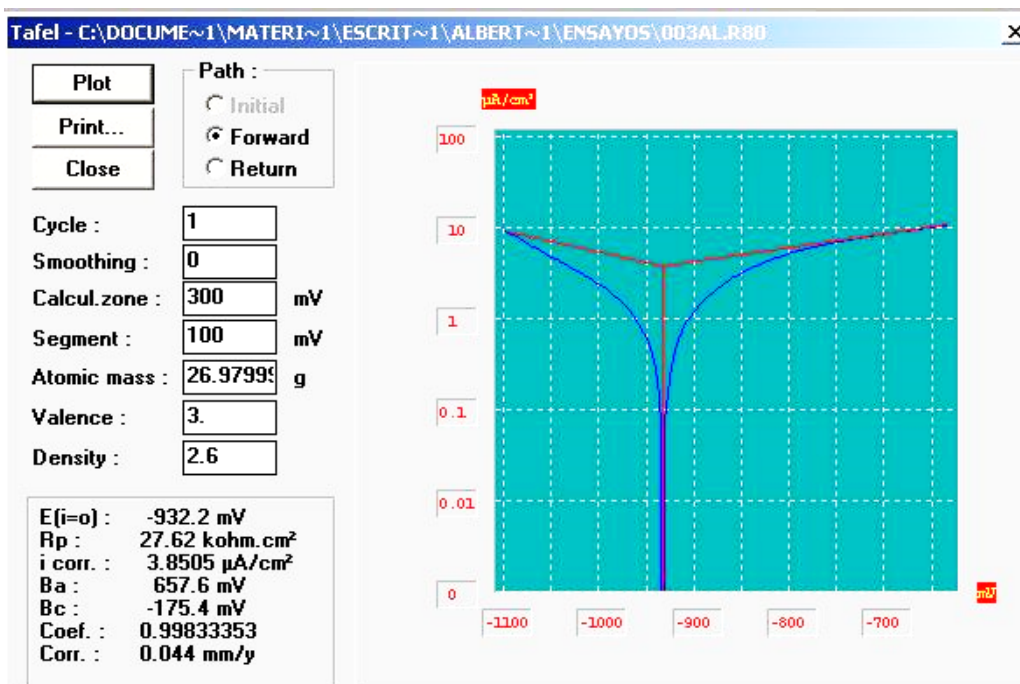 Tafel - C:\DOCUME~1\MATERI~1\ESCRIT~1\ALBERT~1\ENSAYOS\003AL.R80
Plot
Print...
Close
Path :
Initial
Forward
Return
Cycle : 1
Smoothing : 0
Calcul.zone : 300 mV
Segment : 100 mV
Atomic mass : 26.97999 g
Valence : 3.
Density : 2.6
E(i=o) : -932.2 mV
Rp : 27.62 kohm.cm²
i corr. : 3.8505 µA/cm²
Ba : 657.6 mV
Bc : -175.4 mV
Coef. : 0.99833353
Corr. : 0.044 mm/y
µA/cm²
100
10
1
0.1
0.01
0
mV
-1100 -1000 -900 -800 -700